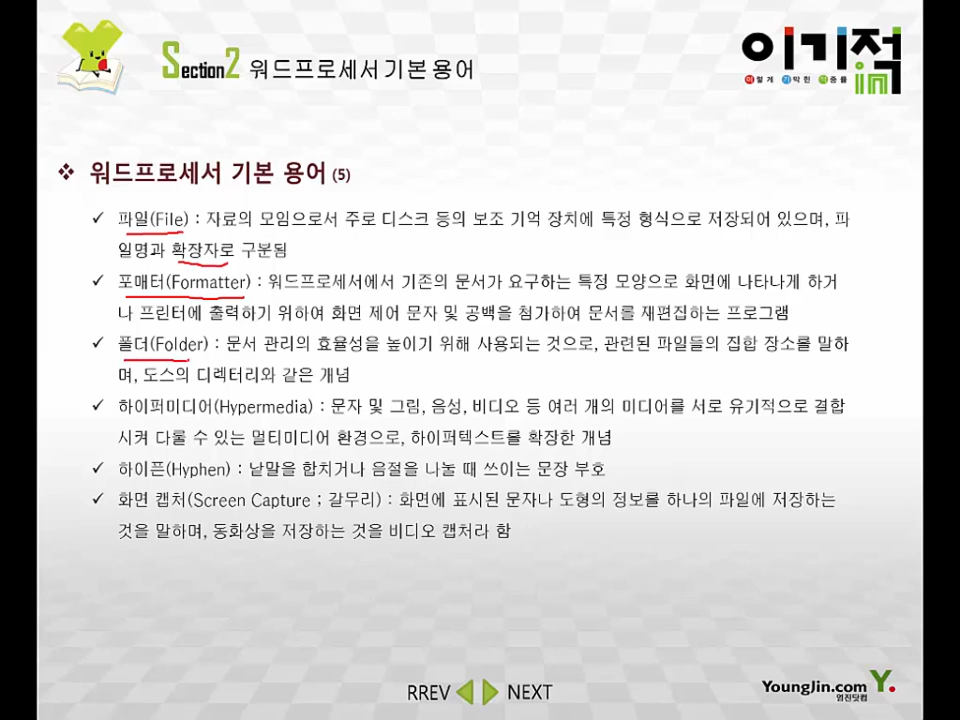 Section2 워드프로세서 기본 용어
이기적in
이렇게 기막힌 적중률
❖ 워드프로세서 기본 용어 (5)
✓ 파일(File) : 자료의 모임으로서 주로 디스크 등의 보조 기억 장치에 특정 형식으로 저장되어 있으며, 파
일명과 확장자로 구분됨
✓ 포매터(Formatter) : 워드프로세서에서 기존의 문서가 요구하는 특정 모양으로 화면에 나타나게 하거
나 프린터에 출력하기 위하여 화면 제어 문자 및 공백을 첨가하여 문서를 재편집하는 프로그램
✓ 폴더(Folder) : 문서 관리의 효율성을 높이기 위해 사용되는 것으로, 관련된 파일들의 집합 장소를 말하
며, 도스의 디렉터리와 같은 개념
✓ 하이퍼미디어(Hypermedia) : 문자 및 그림, 음성, 비디오 등 여러 개의 미디어를 서로 유기적으로 결합
시켜 다룰 수 있는 멀티미디어 환경으로, 하이퍼텍스트를 확장한 개념
✓ 하이픈(Hyphen) : 낱말을 합치거나 음절을 나눌 때 쓰이는 문장 부호
✓ 화면 캡처(Screen Capture ; 갈무리) : 화면에 표시된 문자나 도형의 정보를 하나의 파일에 저장하는
것을 말하며, 동화상을 저장하는 것을 비디오 캡처라 함
RREV NEXT
YoungJin.com Y.
영진닷컴